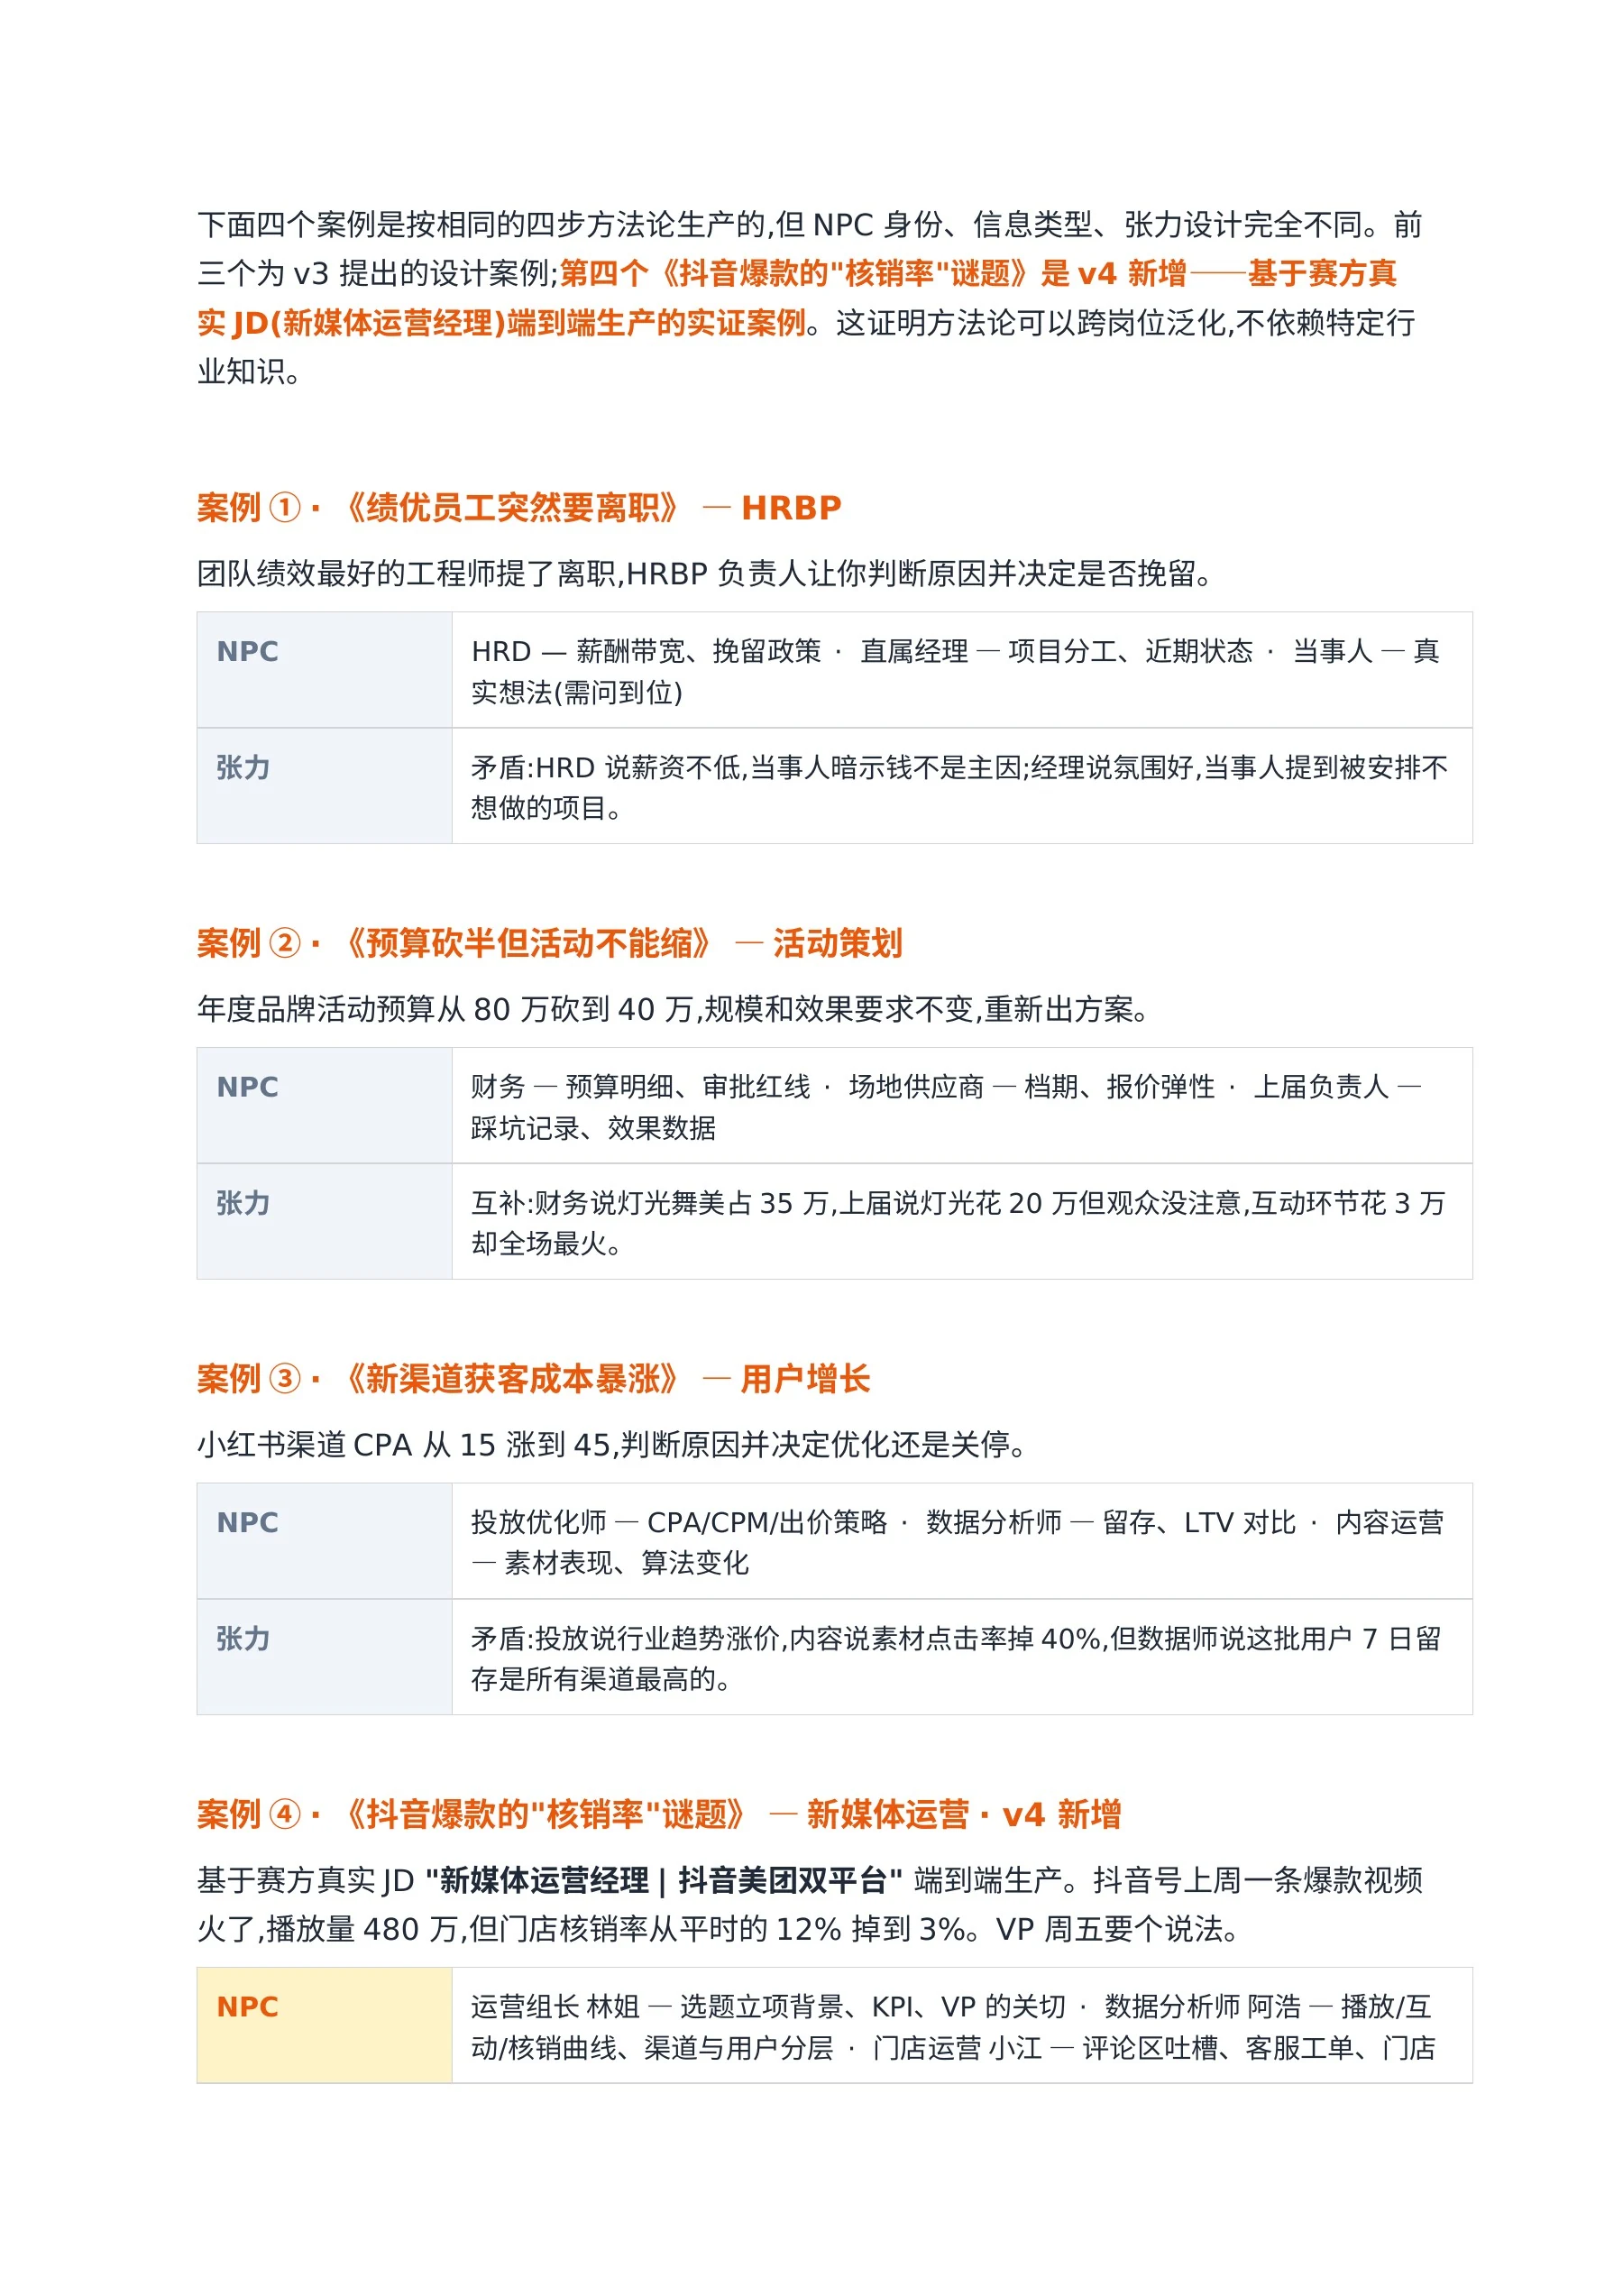 下面四个案例是按相同的四步方法论生产的,但 NPC 身份、信息类型、张力设计完全不同。前
三个为 v3 提出的设计案例;第四个《抖音爆款的"核销率"谜题》是 v4 新增——基于赛方真
实 JD(新媒体运营经理)端到端生产的实证案例。这证明方法论可以跨岗位泛化,不依赖特定行
业知识。
案例 ① · 《绩优员工突然要离职》 — HRBP
团队绩效最好的工程师提了离职,HRBP 负责人让你判断原因并决定是否挽留。
NPC
HRD — 薪酬带宽、挽留政策 · 直属经理 — 项目分工、近期状态 · 当事人 — 真
实想法(需问到位)
张力
矛盾:HRD 说薪资不低,当事人暗示钱不是主因;经理说氛围好,当事人提到被安排不
想做的项目。
案例 ② · 《预算砍半但活动不能缩》 — 活动策划
年度品牌活动预算从 80 万砍到 40 万,规模和效果要求不变,重新出方案。
NPC
财务 — 预算明细、审批红线 · 场地供应商 — 档期、报价弹性 · 上届负责人 —
踩坑记录、效果数据
张力
互补:财务说灯光舞美占 35 万,上届说灯光花 20 万但观众没注意,互动环节花 3 万
却全场最火。
案例 ③ · 《新渠道获客成本暴涨》 — 用户增长
小红书渠道 CPA 从 15 涨到 45,判断原因并决定优化还是关停。
NPC
投放优化师 — CPA/CPM/出价策略 · 数据分析师 — 留存、LTV 对比 · 内容运营
— 素材表现、算法变化
张力
矛盾:投放说行业趋势涨价,内容说素材点击率掉 40%,但数据师说这批用户 7 日留
存是所有渠道最高的。
案例 ④ · 《抖音爆款的"核销率"谜题》 — 新媒体运营 · v4 新增
基于赛方真实 JD "新媒体运营经理 | 抖音美团双平台" 端到端生产。抖音号上周一条爆款视频
火了,播放量 480 万,但门店核销率从平时的 12% 掉到 3%。VP 周五要个说法。
NPC
运营组长 林姐 — 选题立项背景、KPI、VP 的关切 · 数据分析师 阿浩 — 播放/互
动/核销曲线、渠道与用户分层 · 门店运营 小江 — 评论区吐槽、客服工单、门店